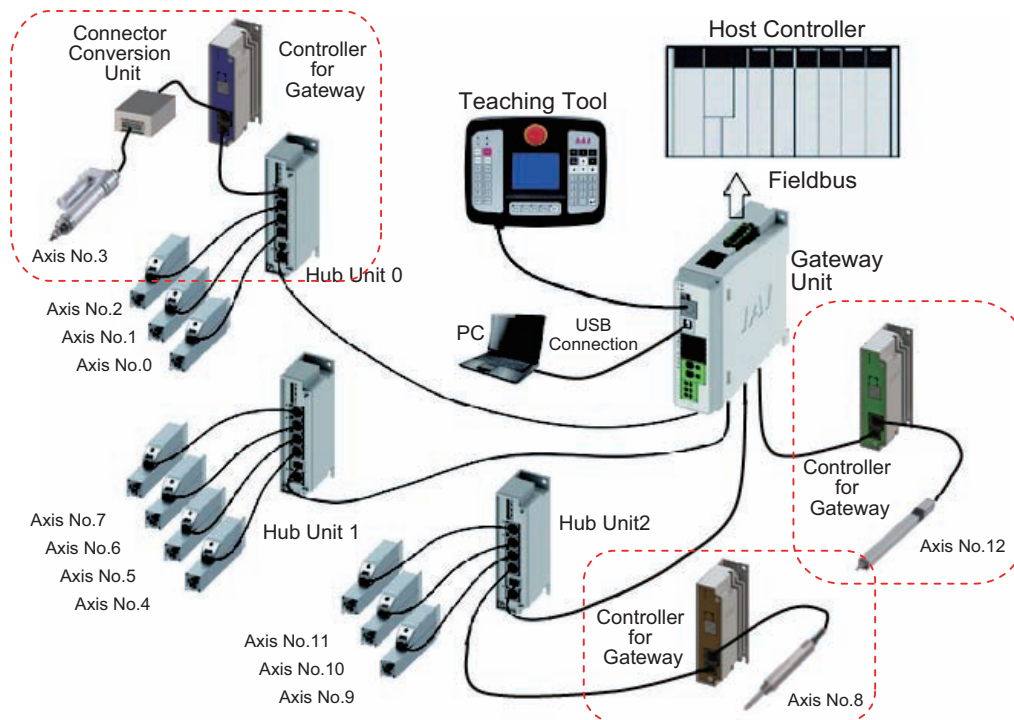 Connector
Conversion
Unit
Controller
for
Gateway
Host Controller
Teaching Tool
Fieldbus
Axis No.3
Hub Unit 0
Gateway
Unit
IAI
Axis No.2
Axis No.1
Axis No.0
PC
USB
Connection
Controller
for
Gateway
Axis No.12
Axis No.7
Axis No.6
Axis No.5
Axis No.4
Hub Unit 1
Hub Unit2
Axis No.11
Axis No.10
Axis No.9
Controller
for
Gateway
Axis No.8